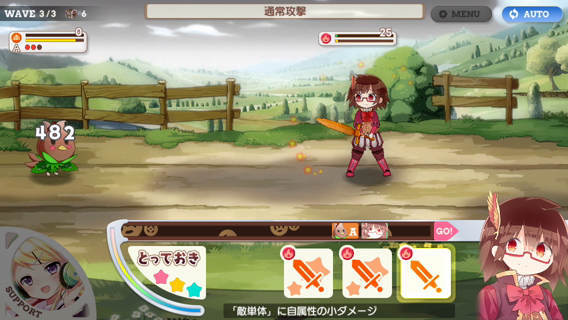 WAVE 3/3 6
通常攻撃
MENU
AUTO
0
A
25
482
A
GO!
とっておき
SUPPORT
「敵単体」に自属性の小ダメージ